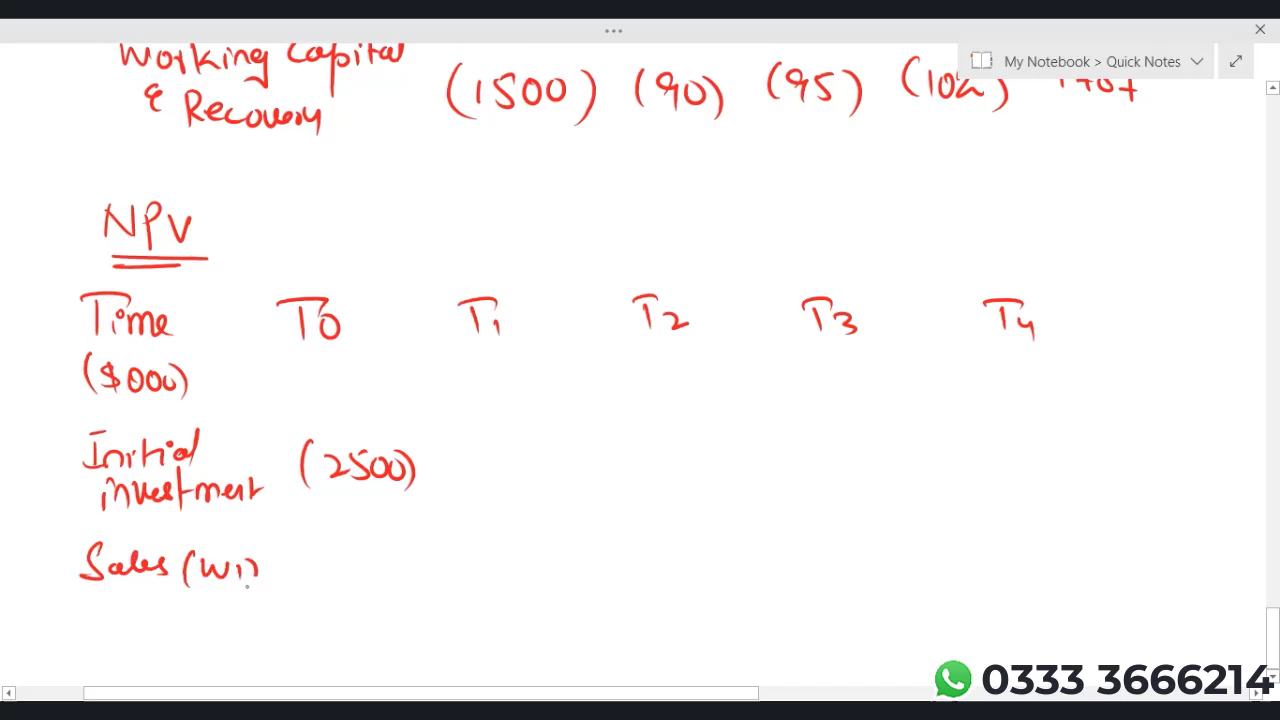 ...
My Notebook > Quick Notes
Working Capital
& Recovery
(1500) (90) (95)
NPV
Time T0 T1 T2 T3 T4
($000)
Initial
investment (2500)
Sales (W1)
0333 3666214